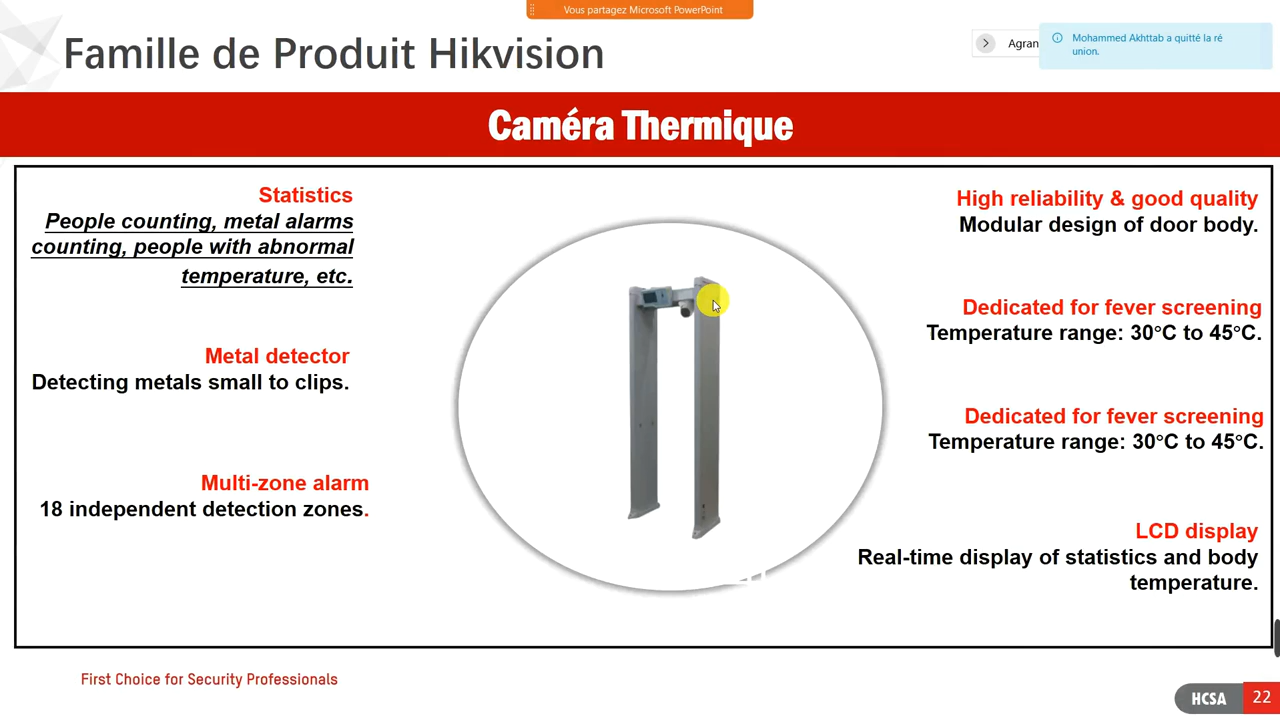 Vous partagez Microsoft PowerPoint
Famille de Produit Hikvision
Agran
Mohammed Akhttab a quitté la ré
union.
Caméra Thermique
Statistics
People counting, metal alarms
counting, people with abnormal
temperature, etc.
Metal detector
Detecting metals small to clips.
Multi-zone alarm
18 independent detection zones.
High reliability & good quality
Modular design of door body.
Dedicated for fever screening
Temperature range: 30°C to 45°C.
Dedicated for fever screening
Temperature range: 30°C to 45°C.
LCD display
Real-time display of statistics and body
temperature.
First Choice for Security Professionals
HCSA 22